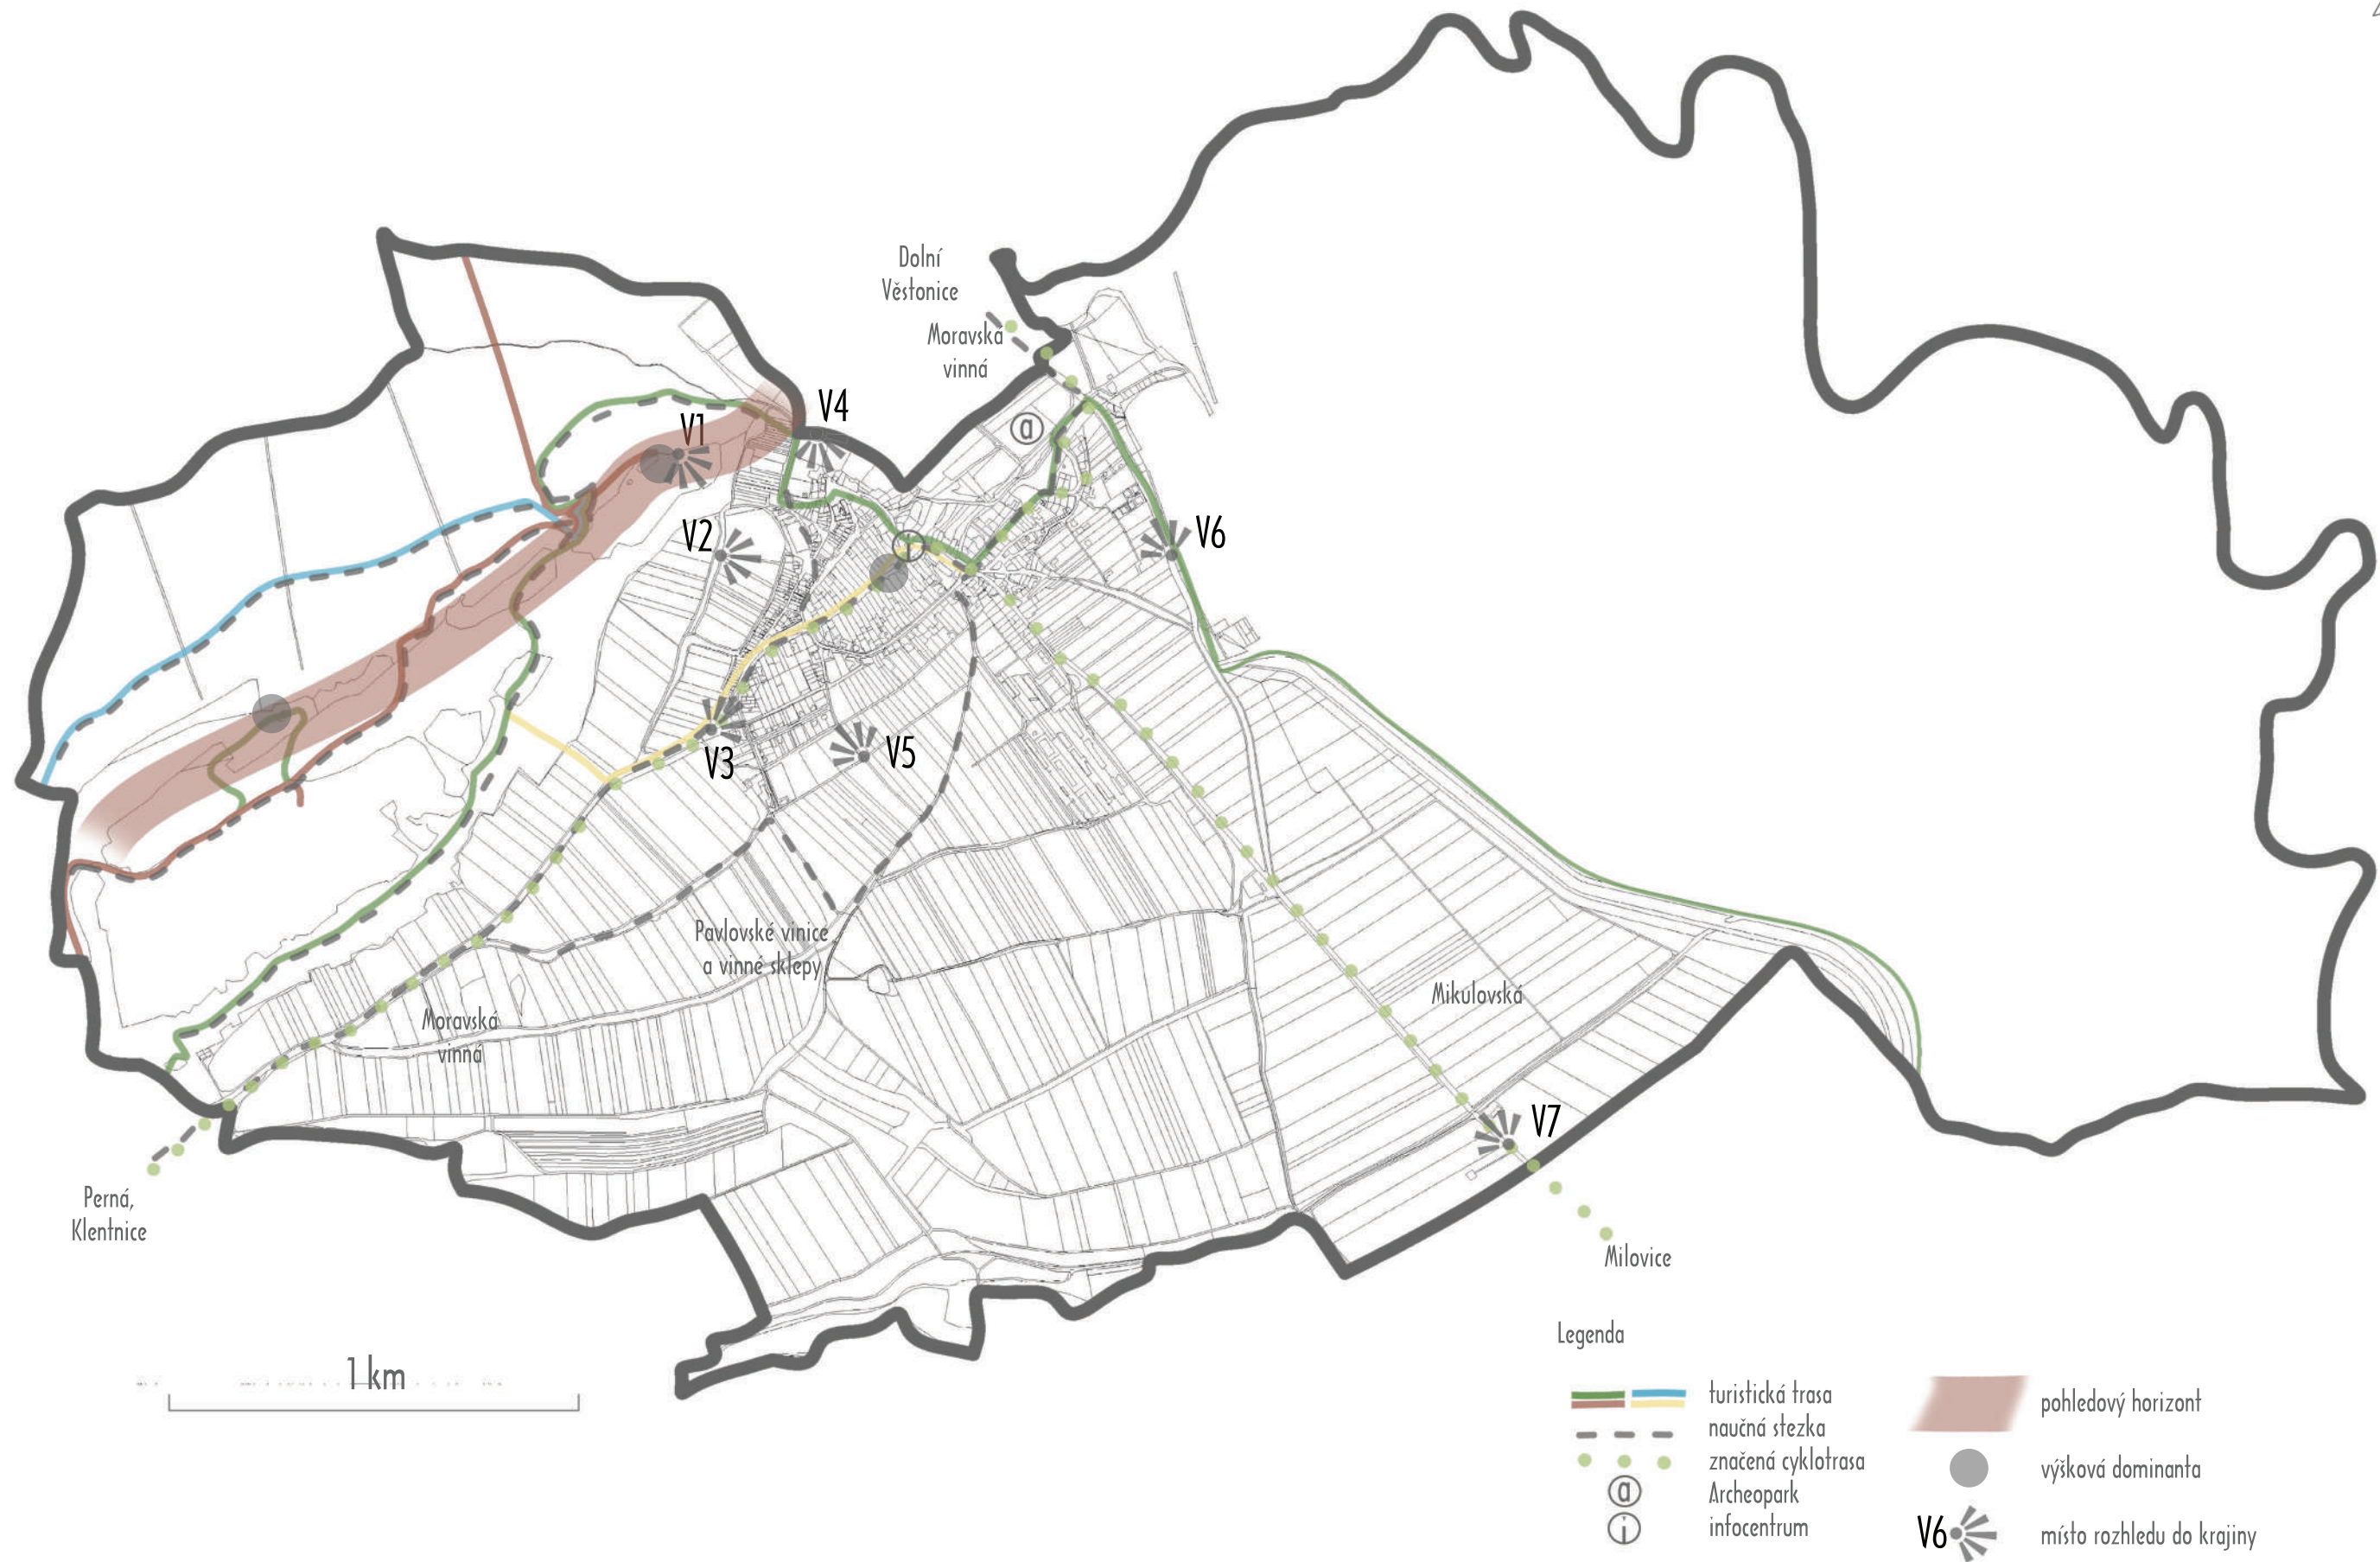 Dolní
Věstonice
Moravská
vinná
V4
V1
a
V2
i
V6
V3
V5
Pavlovské vinice
a vinné sklepy
Mikulovská
Moravská
vinná
V7
Perná,
Klentnice
Milovice
1 km
Legenda
turistická trasa
naučná stezka
značená cyklotrasa
a Archeopark
i infocentrum
pohledový horizont
výšková dominanta
V6 místo rozhledu do krajiny